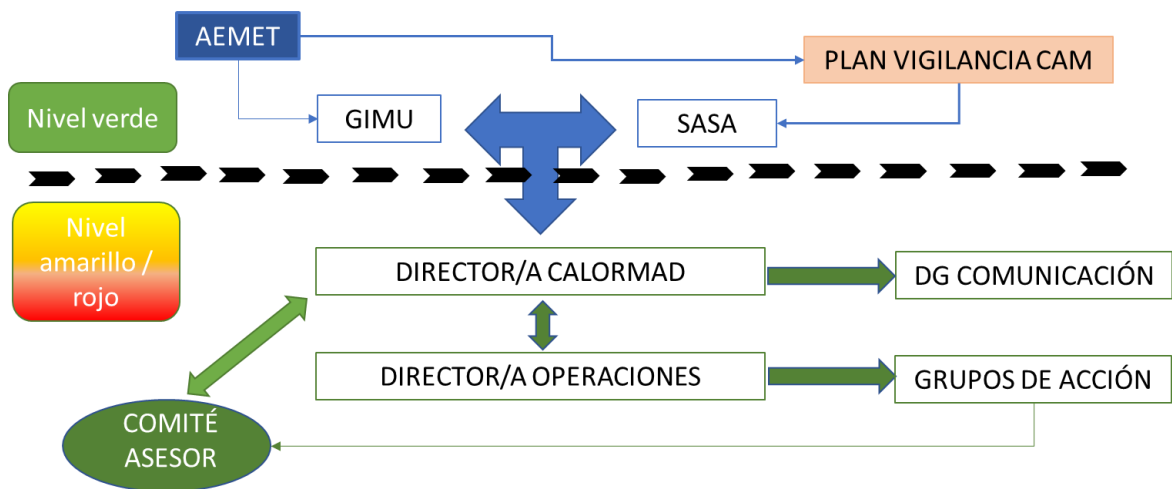 AEMET
PLAN VIGILANCIA CAM
Nivel verde
GIMU
SASA
Nivel
amarillo /
rojo
DIRECTOR/A CALORMAD
DG COMUNICACIÓN
DIRECTOR/A OPERACIONES
GRUPOS DE ACCIÓN
COMITÉ
ASESOR